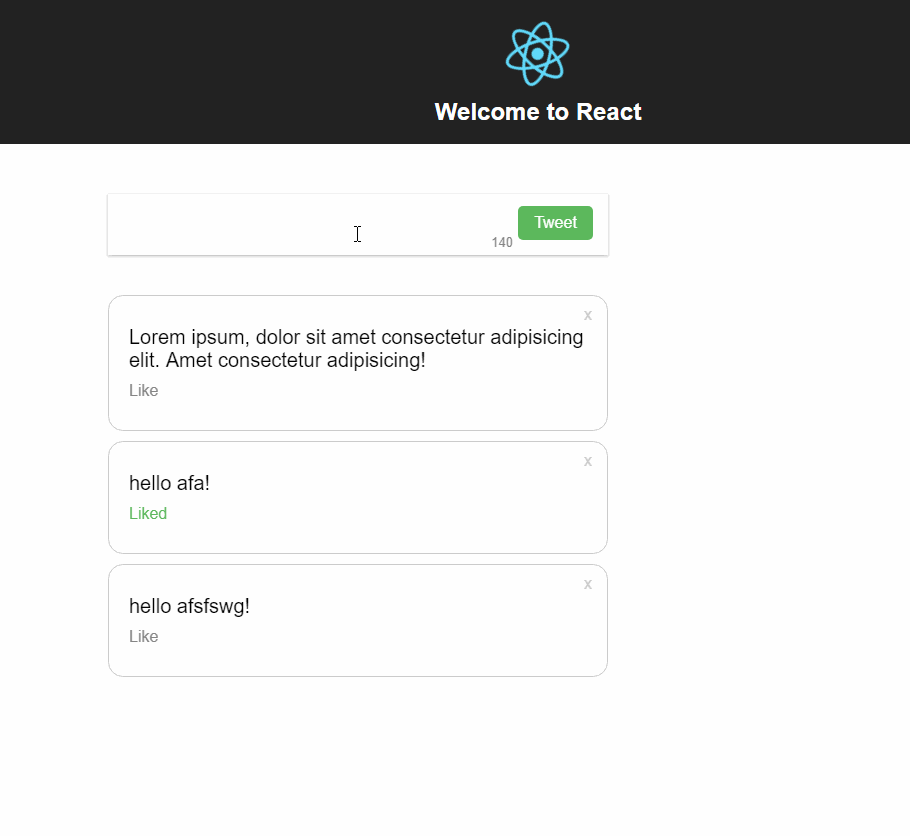 Welcome to React
Tweet
140
x
Lorem ipsum, dolor sit amet consectetur adipisicing
elit. Amet consectetur adipisicing!
Like
x
hello afa!
Liked
x
hello afsfswg!
Like